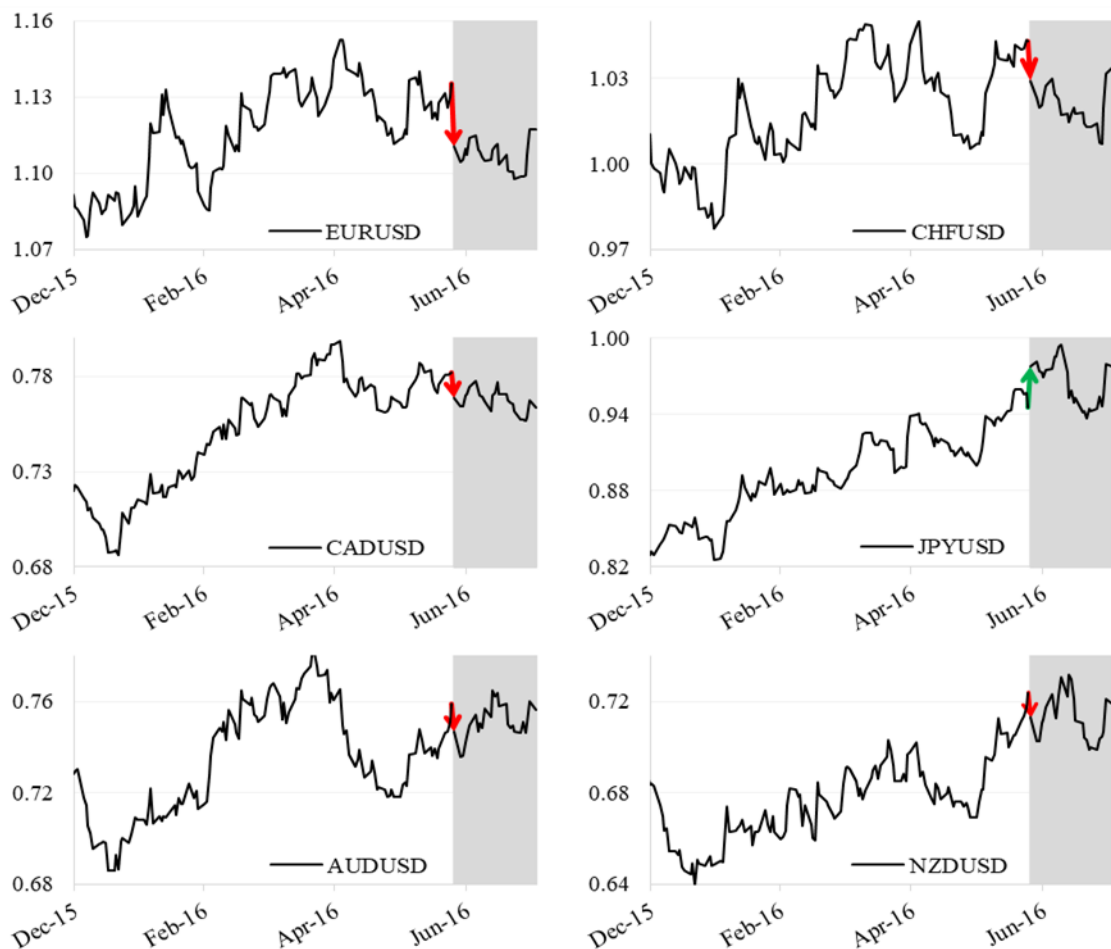 1.16
1.13
1.10
1.07
EURUSD
Dec-15
Feb-16
Apr-16
Jun-16
1.03
1.00
0.97
CHFUSD
Dec-15
Feb-16
Apr-16
Jun-16
0.78
0.73
0.68
CADUSD
Dec-15
Feb-16
Apr-16
Jun-16
1.00
0.94
0.88
0.82
JPYUSD
Dec-15
Feb-16
Apr-16
Jun-16
0.76
0.72
0.68
AUDUSD
Dec-15
Feb-16
Apr-16
Jun-16
0.72
0.68
0.64
NZDUSD
Dec-15
Feb-16
Apr-16
Jun-16